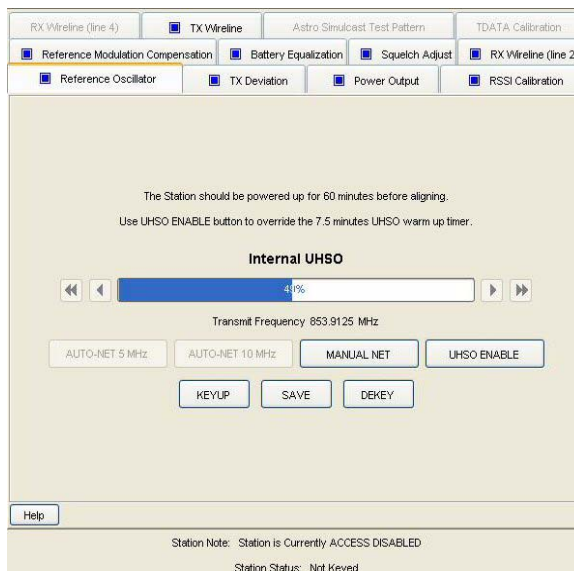 RX Wireline (line 4) TX Wireline Astro Simulcast Test Pattern TDATA Calibration
Reference Modulation Compensation Battery Equalization Squelch Adjust RX Wireline (line 2
Reference Oscillator TX Deviation Power Output RSSI Calibration
The Station should be powered up for 60 minutes before aligning.
Use UHSO ENABLE button to override the 7.5 minutes UHSO warm up timer.
Internal UHSO
49%
Transmit Frequency 853.9125 MHz
AUTO-NET 5 MHz AUTO-NET 10 MHz MANUAL NET UHSO ENABLE
KEYUP SAVE DEKEY
Help
Station Note: Station is Currently ACCESS DISABLED
Station Status: Not Keyed